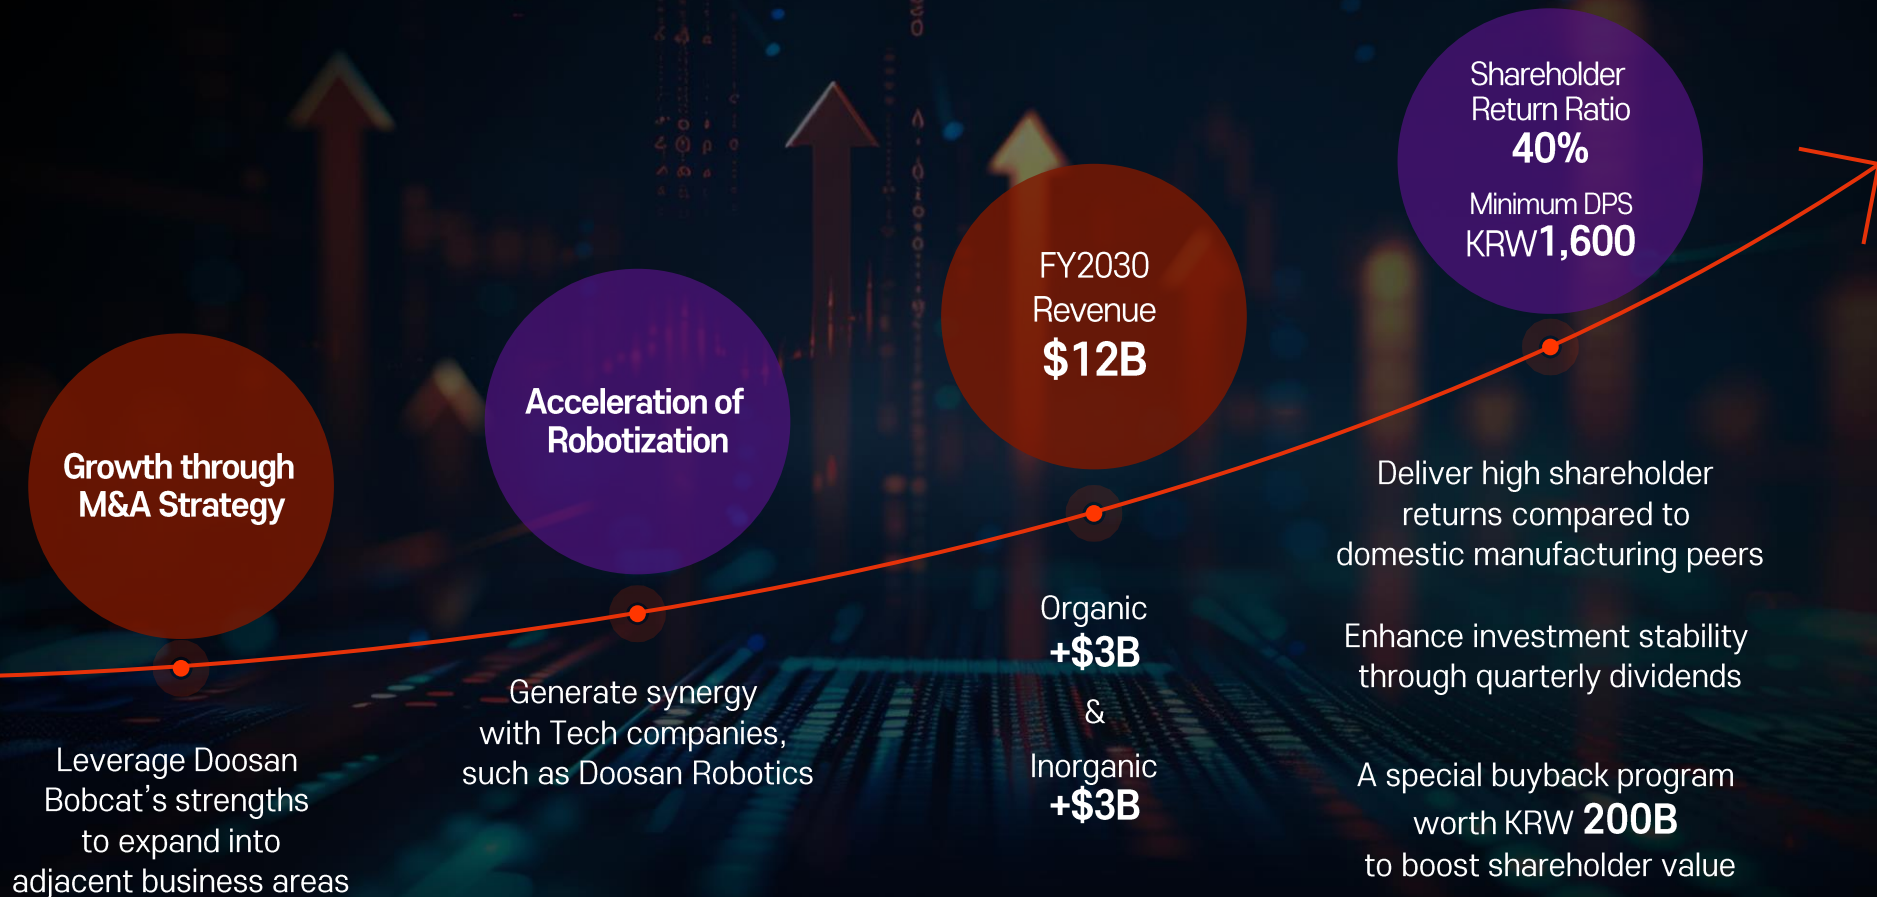 Growth through
M&A Strategy
Leverage Doosan
Bobcat's strengths
to expand into
adjacent business areas
Acceleration of
Robotization
Generate synergy
with Tech companies,
such as Doosan Robotics
FY2030
Revenue
$12B
Organic
+$3B
&
Inorganic
+$3B
Shareholder
Return Ratio
40%
Minimum DPS
KRW1,600
Deliver high shareholder
returns compared to
domestic manufacturing peers
Enhance investment stability
through quarterly dividends
A special buyback program
worth KRW 200B
to boost shareholder value